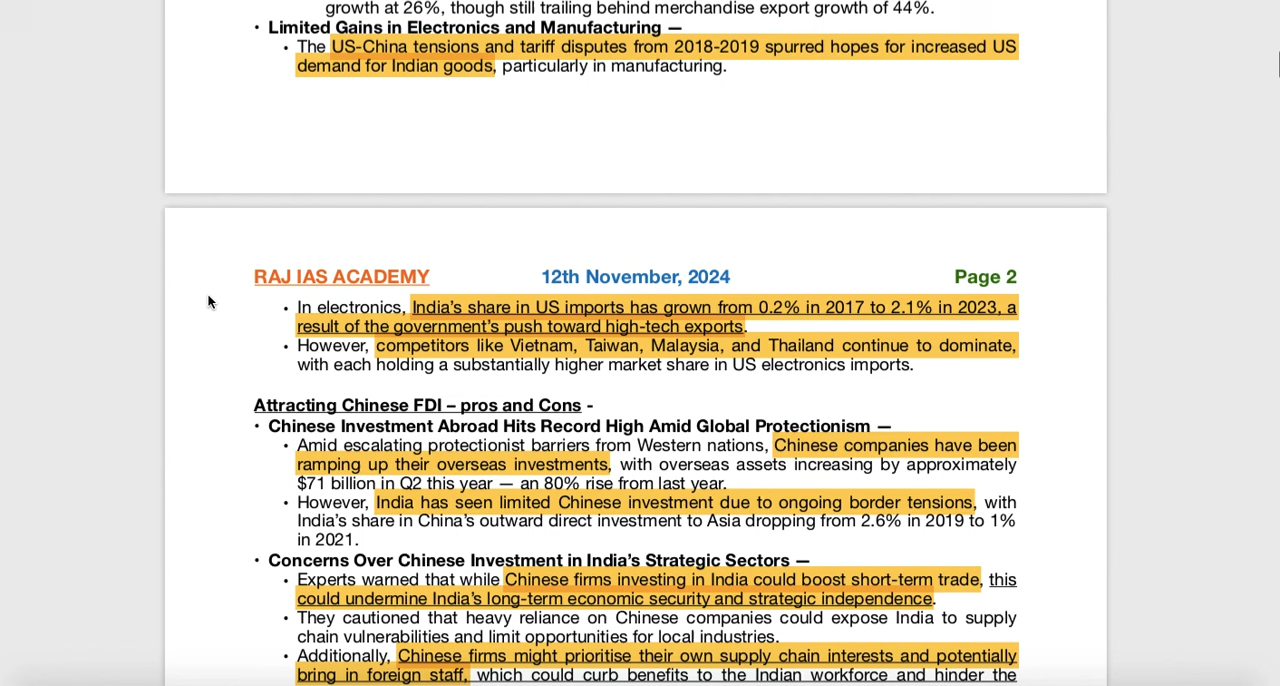 growth at 26%, though still trailing behind merchandise export growth of 44%.
• Limited Gains in Electronics and Manufacturing —
• The US-China tensions and tariff disputes from 2018-2019 spurred hopes for increased US
demand for Indian goods, particularly in manufacturing.
RAJ IAS ACADEMY 12th November, 2024 Page 2
• In electronics, India’s share in US imports has grown from 0.2% in 2017 to 2.1% in 2023, a
result of the government’s push toward high-tech exports.
• However, competitors like Vietnam, Taiwan, Malaysia, and Thailand continue to dominate,
with each holding a substantially higher market share in US electronics imports.
Attracting Chinese FDI – pros and Cons -
• Chinese Investment Abroad Hits Record High Amid Global Protectionism —
• Amid escalating protectionist barriers from Western nations, Chinese companies have been
ramping up their overseas investments, with overseas assets increasing by approximately
$71 billion in Q2 this year — an 80% rise from last year.
• However, India has seen limited Chinese investment due to ongoing border tensions, with
India’s share in China’s outward direct investment to Asia dropping from 2.6% in 2019 to 1%
in 2021.
• Concerns Over Chinese Investment in India’s Strategic Sectors —
• Experts warned that while Chinese firms investing in India could boost short-term trade, this
could undermine India’s long-term economic security and strategic independence.
• They cautioned that heavy reliance on Chinese companies could expose India to supply
chain vulnerabilities and limit opportunities for local industries.
• Additionally, Chinese firms might prioritise their own supply chain interests and potentially
bring in foreign staff, which could curb benefits to the Indian workforce and hinder the